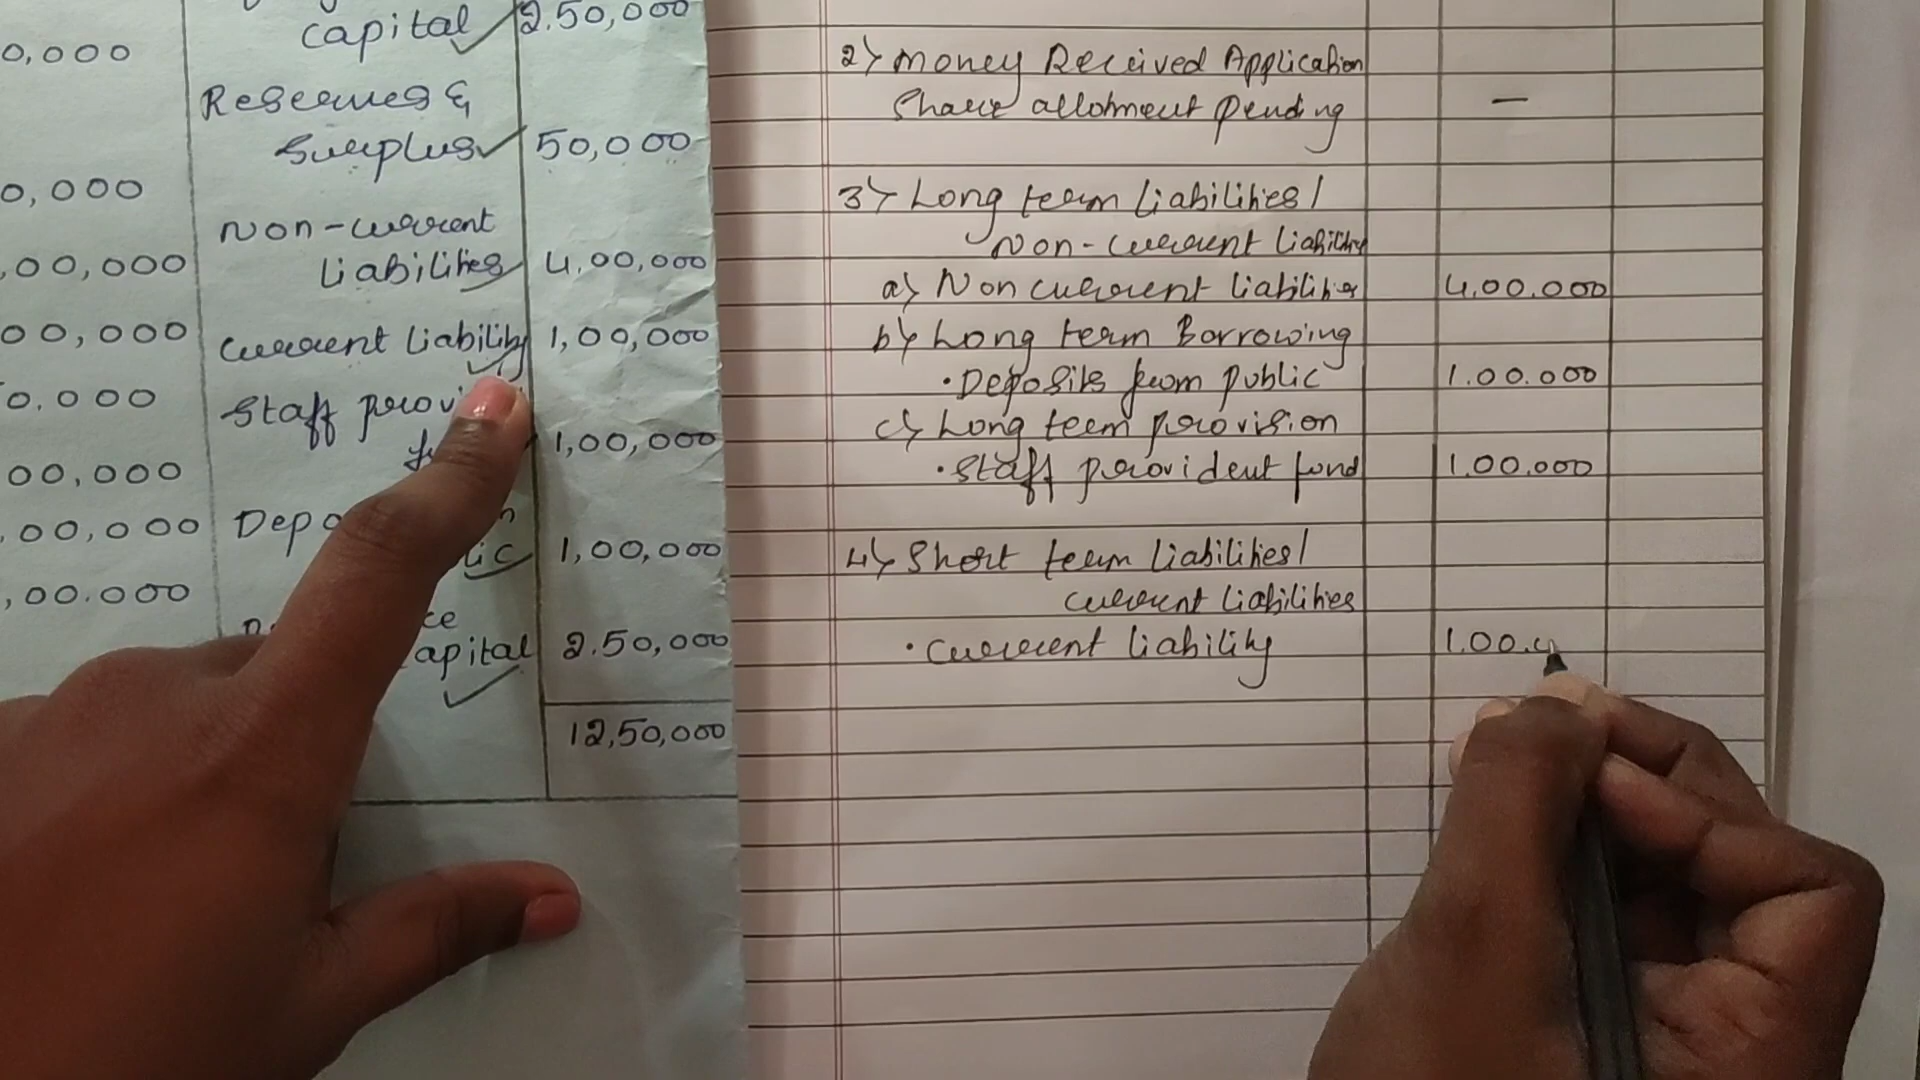 capital 2.50,000
0,000
Reserves &
Surplus 50,000
0,000
Non-current
,00,000 liabilities 4,00,000
00,000 Current liability 1,00,000
0.000 Staff provi
1,00,000
00,000
,00,000 Depo
lic 1,00,000
,00.000
ce
apital 2.50,000
12,50,000
2) Money Received Application
Share allotment pending —
3) Long term liabilities/
Non-current liability
a) Non current liabilities 4,00.000
b) Long term Borrowing
• Deposits from public 1.00.000
c) Long term provision
• Staff provident fund 1.00.000
4) Short term liabilities/
current liabilities
• Current liability 1.00.